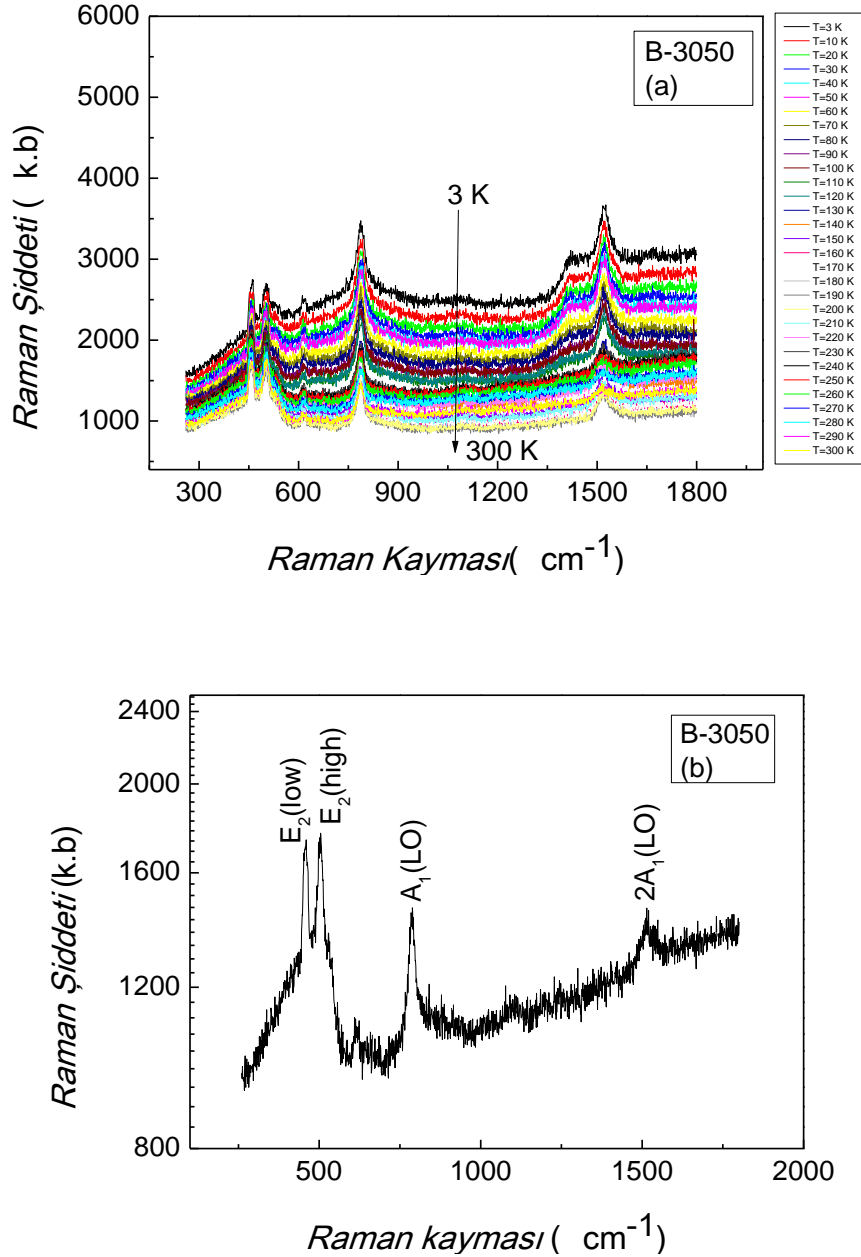 B-3050
(a)
6000
5000
4000
3000
2000
1000
Raman Şiddeti ( k.b)
3 K
300 K
300 600 900 1200 1500 1800
Raman Kayması( cm-1)
T=3 K
T=10 K
T=20 K
T=30 K
T=40 K
T=50 K
T=60 K
T=70 K
T=80 K
T=90 K
T=100 K
T=110 K
T=120 K
T=130 K
T=140 K
T=150 K
T=160 K
T=170 K
T=180 K
T=190 K
T=200 K
T=210 K
T=220 K
T=230 K
T=240 K
T=250 K
T=260 K
T=270 K
T=280 K
T=290 K
T=300 K
B-3050
(b)
2400
2000
1600
1200
800
Raman Şiddeti (k.b)
E2(low)
E2(high)
A1(LO)
2A1(LO)
500 1000 1500 2000
Raman kayması ( cm-1)